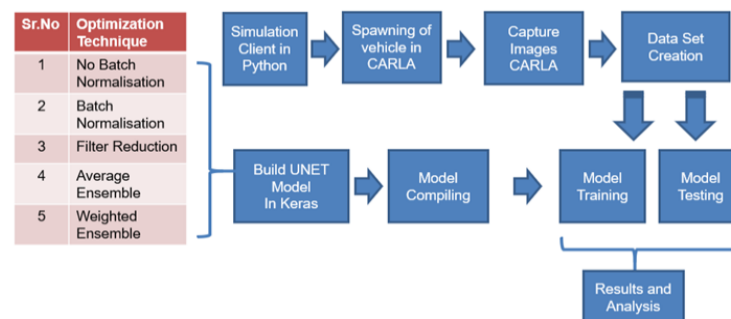 Sr.No Optimization
Technique
1 No Batch
Normalisation
2 Batch
Normalisation
3 Filter Reduction
4 Average
Ensemble
5 Weighted
Ensemble
Simulation
Client in
Python
Spawning of
vehicle in
CARLA
Capture
Images
CARLA
Data Set
Creation
Build UNET
Model
In Keras
Model
Compiling
Model
Training
Model
Testing
Results and
Analysis